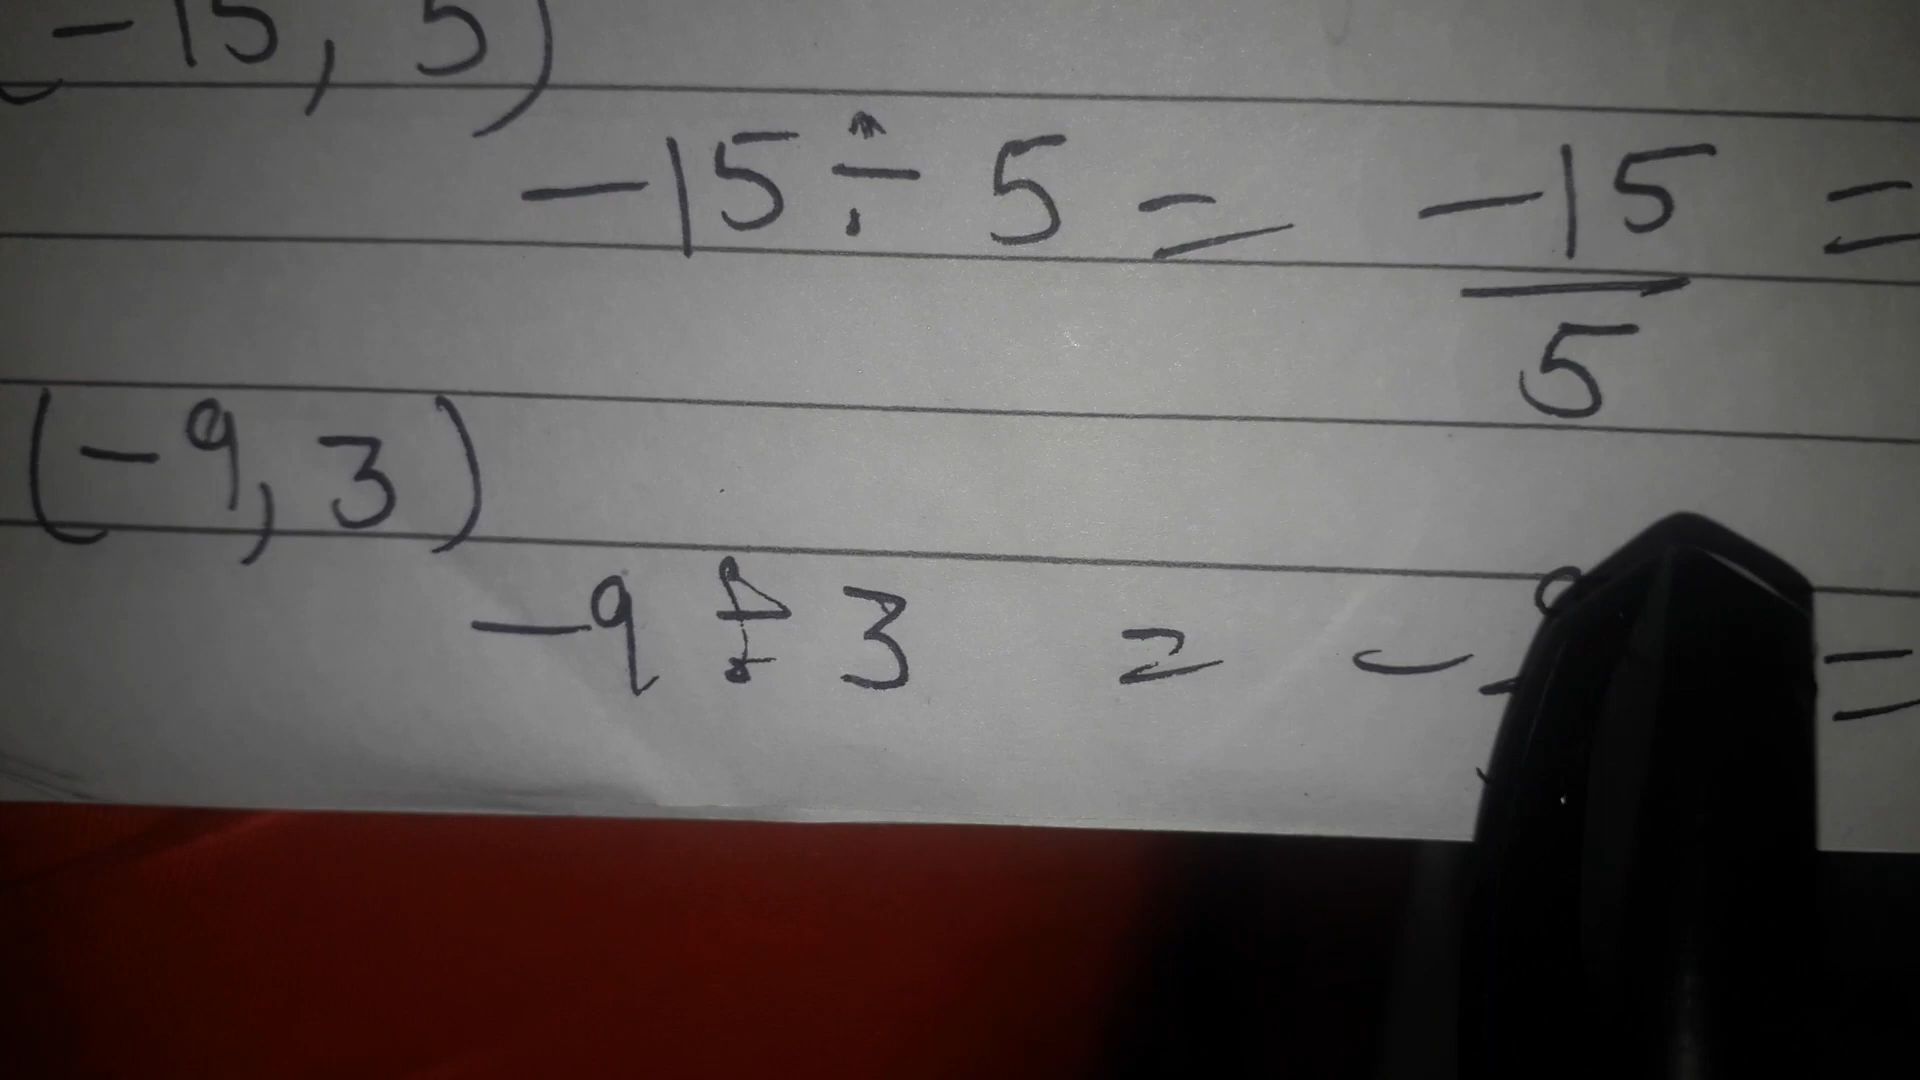 (-15, 5)
-15 ÷ 5 = -15/5 =
(-9, 3)
-9 ÷ 3 = - =